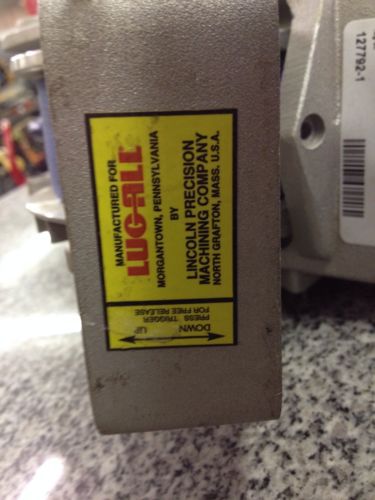 MANUFACTURED FOR
LUG-ALL
MORGANTOWN, PENNSYLVANIA
BY
LINCOLN PRECISION
MACHINING COMPANY
NORTH GRAFTON, MASS. U.S.A.
DOWN UP
PRESS TRIGGER
FOR FREE RELEASE
127792-1